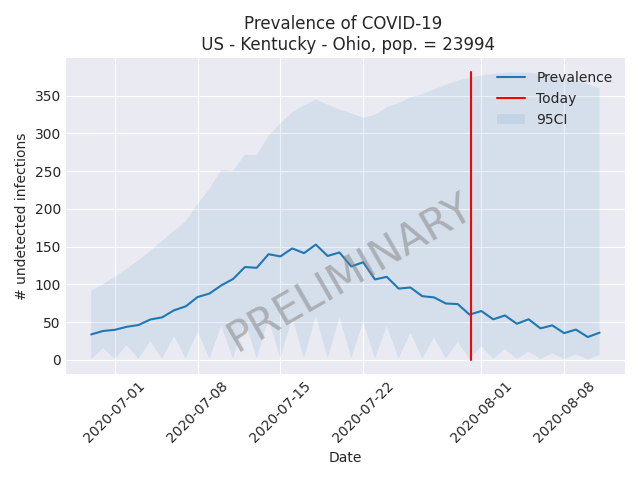 Prevalence of COVID-19
US - Kentucky - Ohio, pop. = 23994
Prevalence
Today
95CI
350
300
250
200
150
100
50
0
# undetected infections
PRELIMINARY
2020-07-01
2020-07-08
2020-07-15
2020-07-22
2020-08-01
2020-08-08
Date